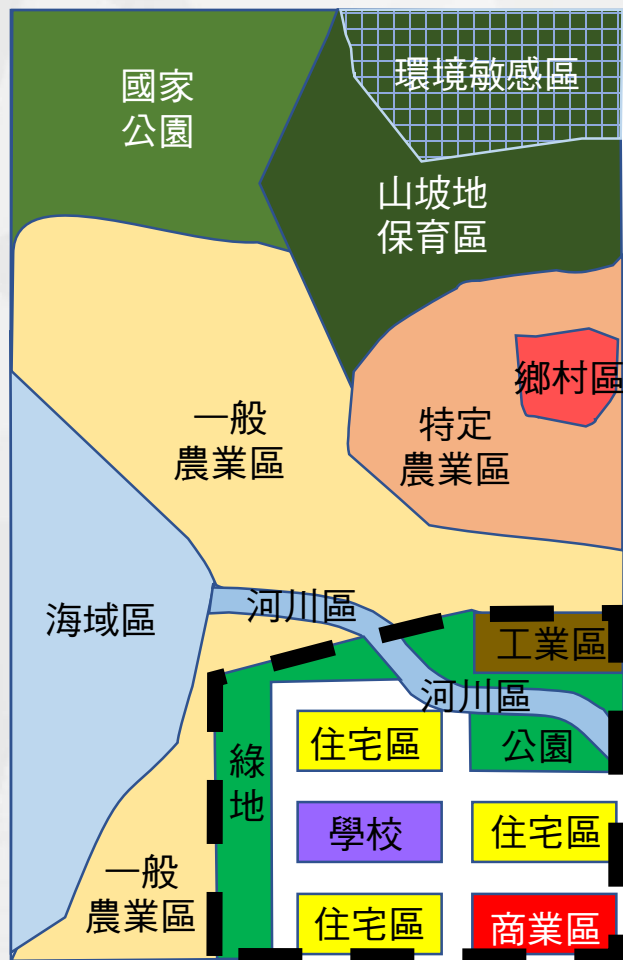 國家
公園
環境敏感區
山坡地
保育區
鄉村區
一般
農業區
特定
農業區
海域區
河川區
工業區
河川區
住宅區
公園
綠
地
學校
住宅區
一般
農業區
住宅區
商業區